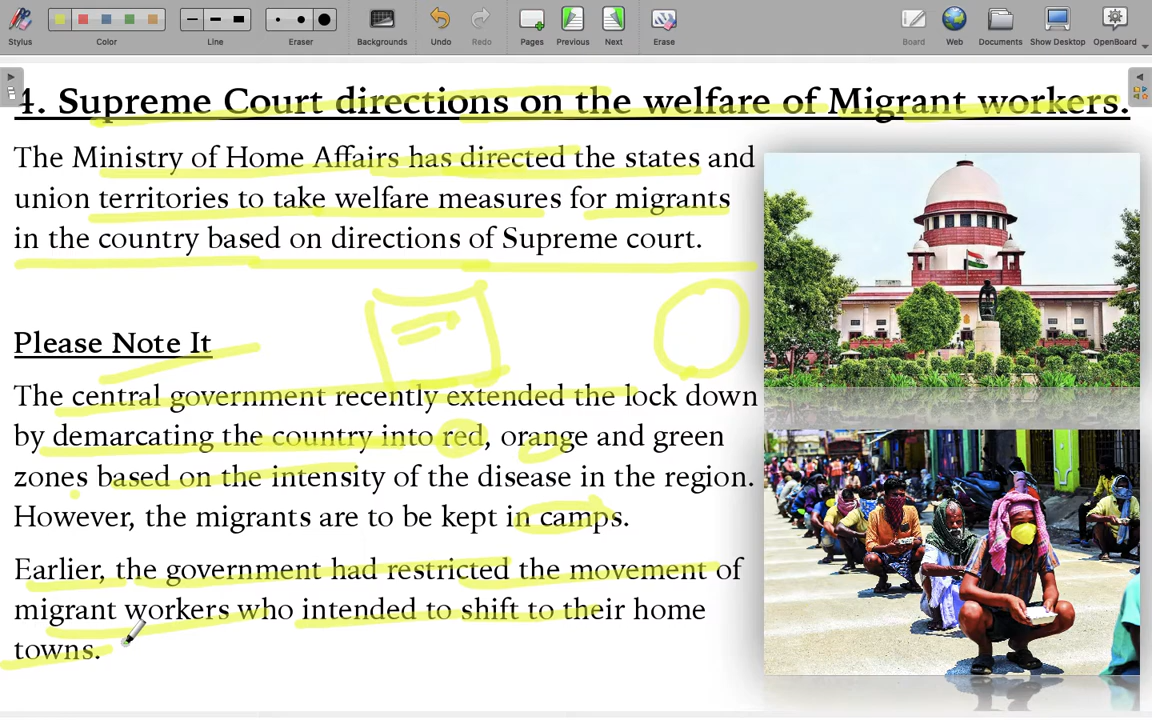 Stylus
Color
Line
Eraser
Backgrounds
Undo
Redo
Pages
Previous
Next
Erase
Board
Web
Documents
Show Desktop
OpenBoard
4. Supreme Court directions on the welfare of Migrant workers.
The Ministry of Home Affairs has directed the states and
union territories to take welfare measures for migrants
in the country based on directions of Supreme court.
Please Note It
The central government recently extended the lock down
by demarcating the country into red, orange and green
zones based on the intensity of the disease in the region.
However, the migrants are to be kept in camps.
Earlier, the government had restricted the movement of
migrant workers who intended to shift to their home
towns.